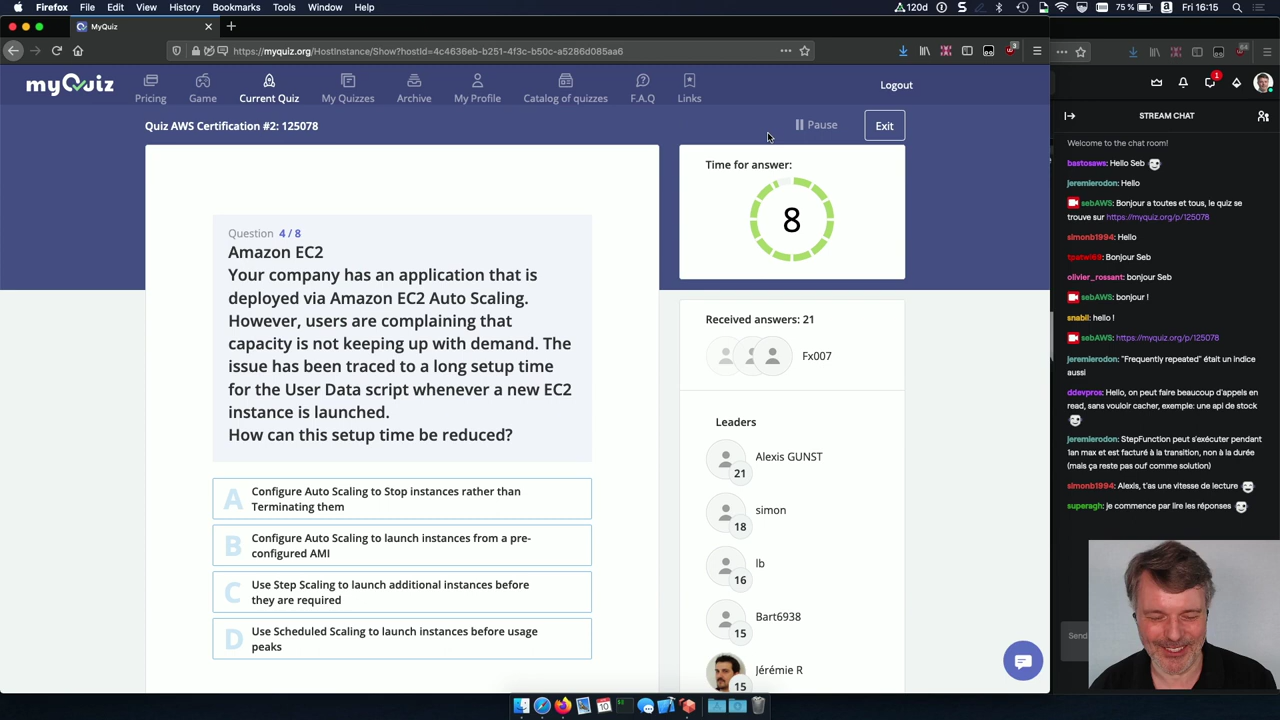 Firefox File Edit View History Bookmarks Tools Window Help
120d 75 % Fri 16:15
MyQuiz
https://myquiz.org/HostInstance/Show?hostId=4c4636eb-b251-4f3c-b50c-a5286d085aa6
myQuiz
Pricing Game Current Quiz My Quizzes Archive My Profile Catalog of quizzes F.A.Q Links
Logout
Quiz AWS Certification #2: 125078
Pause
Exit
Question 4 / 8
Amazon EC2
Your company has an application that is
deployed via Amazon EC2 Auto Scaling.
However, users are complaining that
capacity is not keeping up with demand. The
issue has been traced to a long setup time
for the User Data script whenever a new EC2
instance is launched.
How can this setup time be reduced?
A Configure Auto Scaling to Stop instances rather than
Terminating them
B Configure Auto Scaling to launch instances from a pre-
configured AMI
C Use Step Scaling to launch additional instances before
they are required
D Use Scheduled Scaling to launch instances before usage
peaks
Time for answer:
8
Received answers: 21
Fx007
Leaders
Alexis GUNST
21
simon
18
lb
16
Bart6938
15
Jérémie R
15
1
STREAM CHAT
Welcome to the chat room!
bastosaws: Hello Seb
jeremierodon: Hello
sebAWS: Bonjour a toutes et tous, le quiz se
trouve sur https://myquiz.org/p/125078
simonb1994: Hello
Bonjour Seb
olivier_rossant: bonjour Seb
sebAWS: bonjour !
snabil: hello !
sebAWS: https://myquiz.org/p/125078
jeremierodon: "Frequently repeated" était un indice
aussi
ddevpros: Hello, on peut faire beaucoup d'appels en
read, sans vouloir cacher, exemple: une api de stock
jeremierodon: StepFunction peut s'exécuter pendant
1an max et est facturé à la transition, non à la durée
(mais ça reste pas ouf comme solution)
simonb1994: Alexis, t'as une vitesse de lecture
superagh: je commence par lire les réponses
Send